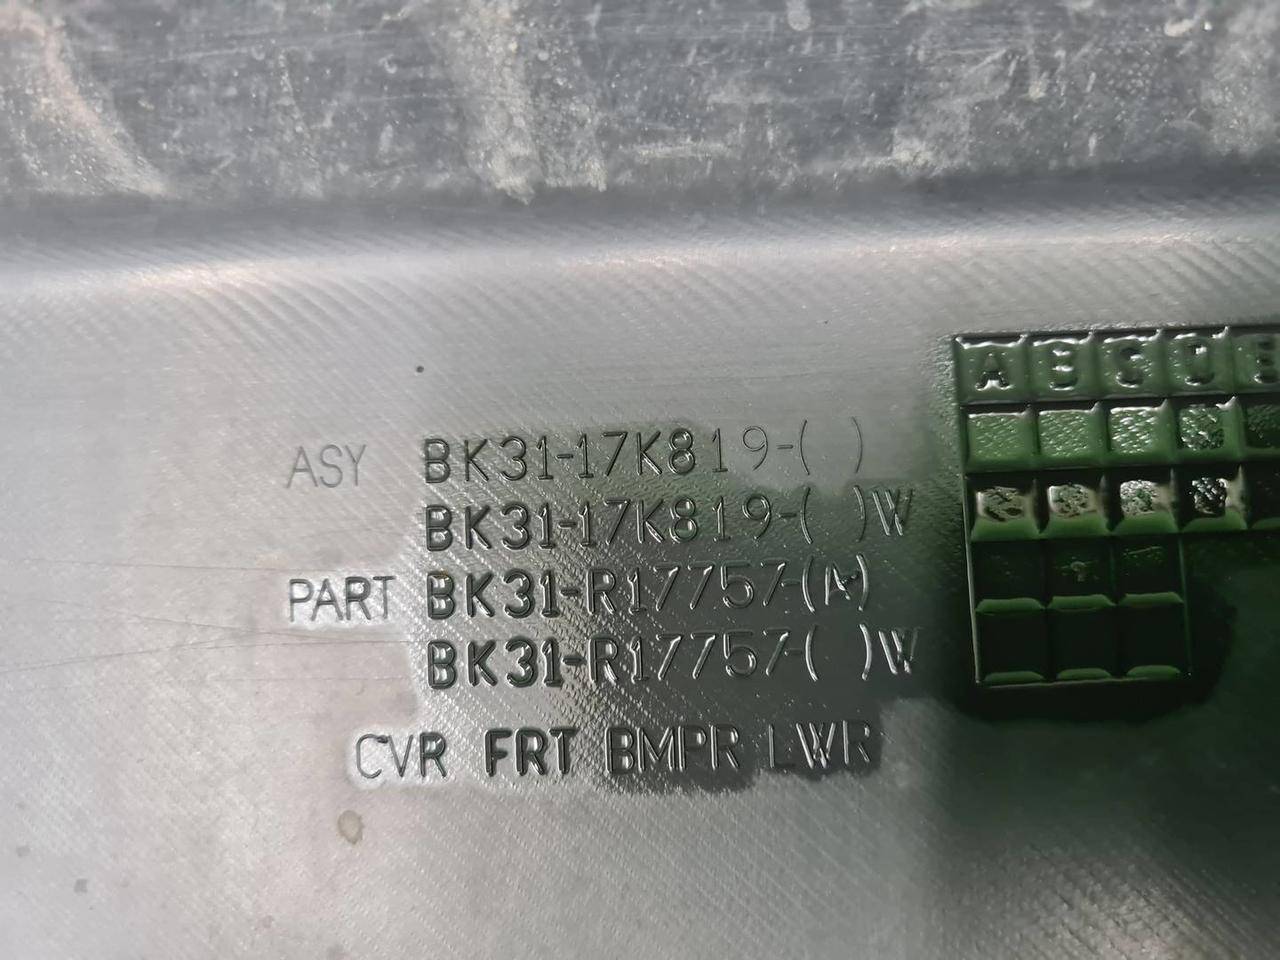 A B C D E
ASY BK31-17K819-( )
BK31-17K819-( )W
PART BK31-R17757-(A)
BK31-R17757-( )W
CVR FRT BMPR LWR